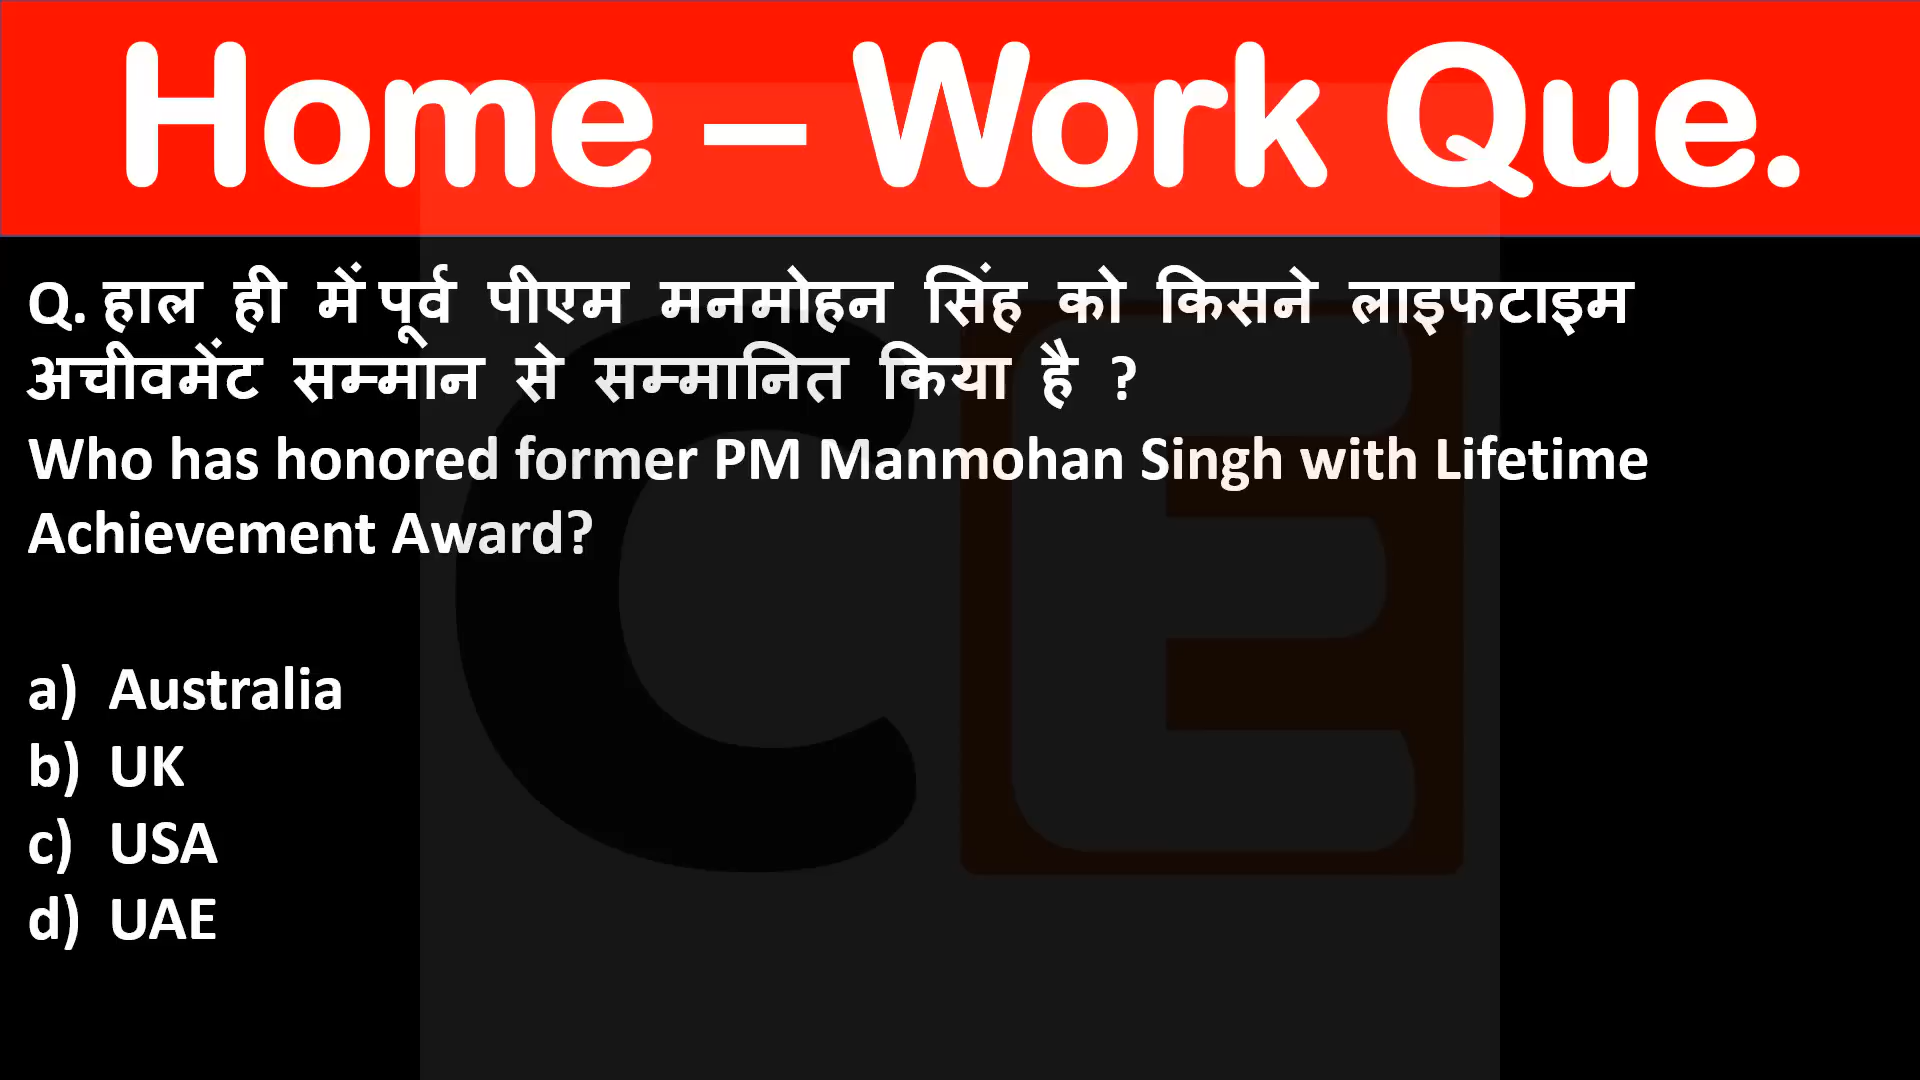 Home – Work Que.
Q. हाल ही में पूर्व पीएम मनमोहन सिंह को किसने लाइफटाइम
अचीवमेंट सम्मान से सम्मानित किया है ?
Who has honored former PM Manmohan Singh with Lifetime
Achievement Award?
a) Australia
b) UK
c) USA
d) UAE
CE